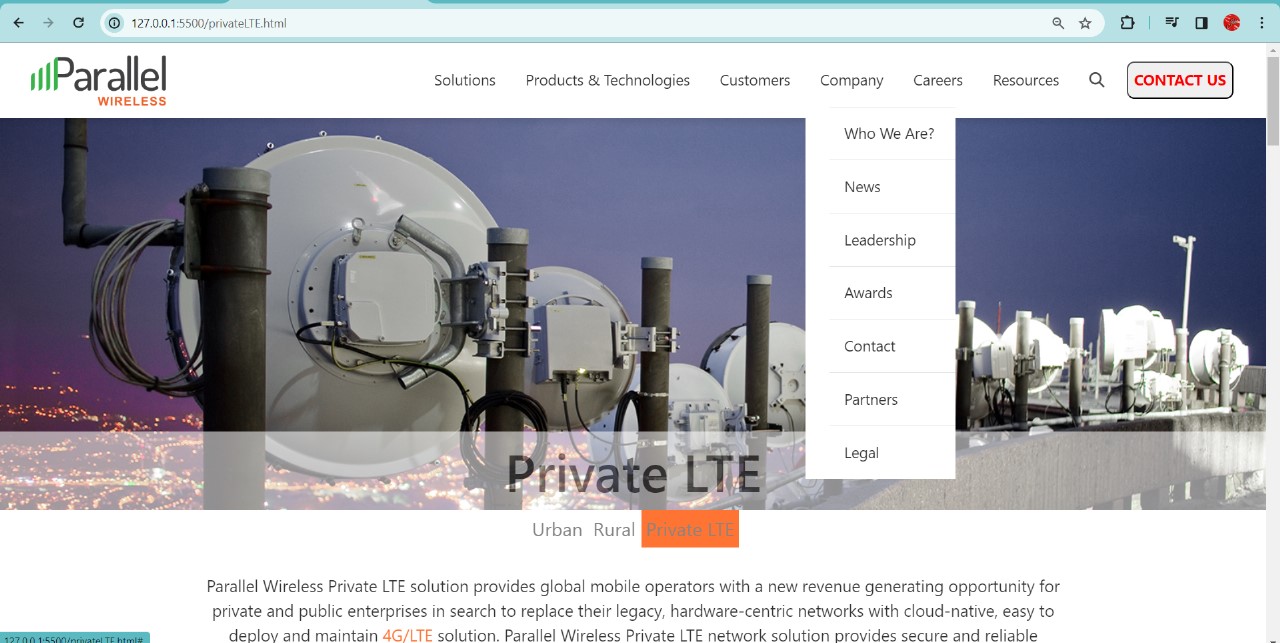 127.0.0.1:5500/privateLTE.html
Parallel
WIRELESS
Solutions Products & Technologies Customers Company Careers Resources CONTACT US
Who We Are?
News
Leadership
Awards
Contact
Partners
Legal
Private LTE
Urban Rural Private LTE
Parallel Wireless Private LTE solution provides global mobile operators with a new revenue generating opportunity for
private and public enterprises in search to replace their legacy, hardware-centric networks with cloud-native, easy to
deploy and maintain 4G/LTE solution. Parallel Wireless Private LTE network solution provides secure and reliable
127.0.0.1:5500/privateLTE.html#